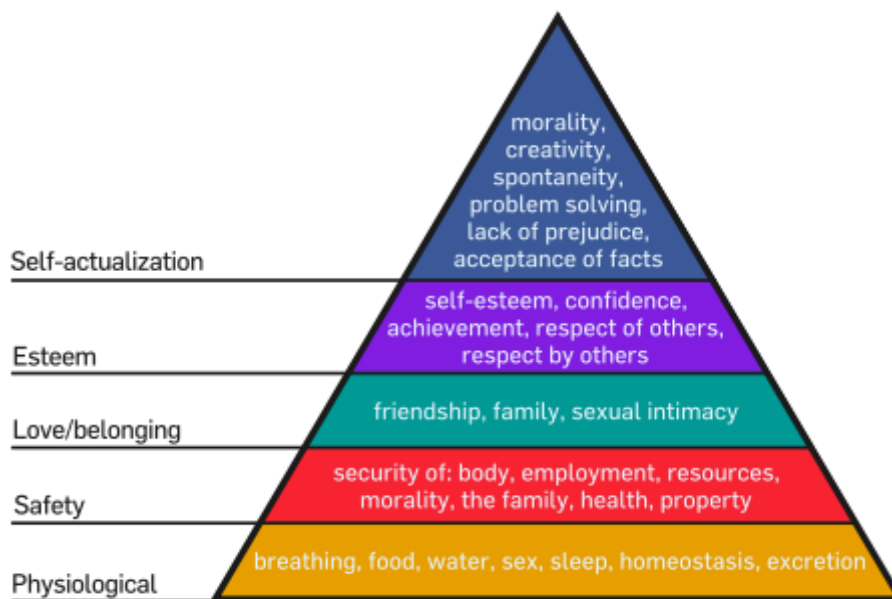 morality,
creativity,
spontaneity,
problem solving,
lack of prejudice,
acceptance of facts
Self-actualization
self-esteem, confidence,
achievement, respect of others,
respect by others
Esteem
friendship, family, sexual intimacy
Love/belonging
security of: body, employment, resources,
morality, the family, health, property
Safety
breathing, food, water, sex, sleep, homeostasis, excretion
Physiological